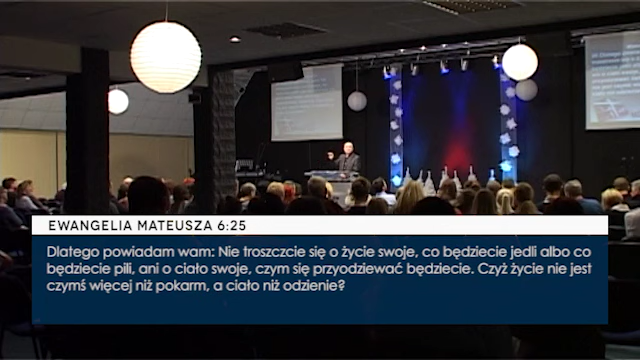 EWANGELIA MATEUSZA 6:25
Dlatego powiadam wam: Nie troszczcie się o życie swoje, co będziecie jedli albo co
będziecie pili, ani o ciało swoje, czym się przyodziewać będziecie. Czyż życie nie jest
czymś więcej niż pokarm, a ciało niż odzienie?